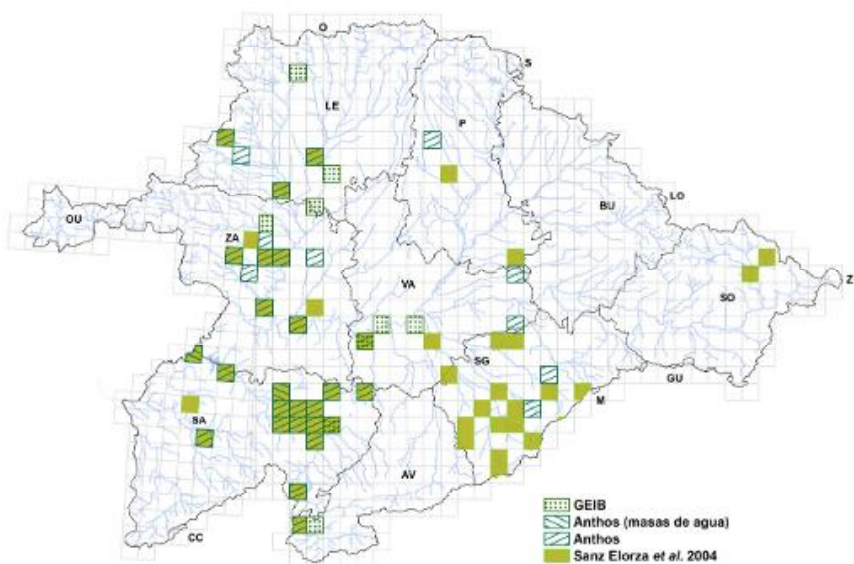 O
S
LE
P
OU
BU
LO
ZA
VA
SO
Z
SG
GU
M
SA
AV
CC
GEIB
Anthos (masas de agua)
Anthos
Sanz Elorza et al. 2004